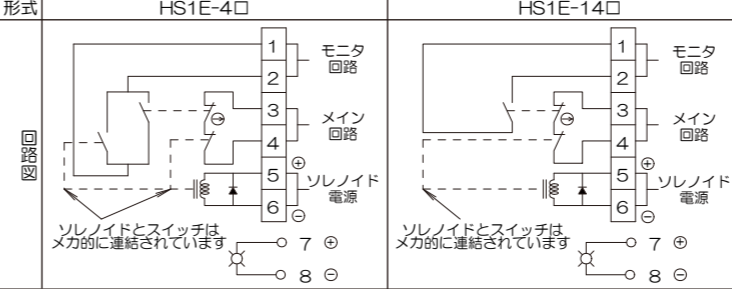 形式
HS1E-4□
HS1E-14□
回路図
1
2
3
4
5
6
⊕
⊖
モニタ
回路
メイン
回路
ソレノイド
電源
ソレノイドとスイッチは
メカ的に連結されています
7 ⊕
8 ⊖
1
2
3
4
5
6
⊕
⊖
モニタ
回路
メイン
回路
ソレノイド
電源
ソレノイドとスイッチは
メカ的に連結されています
7 ⊕
8 ⊖